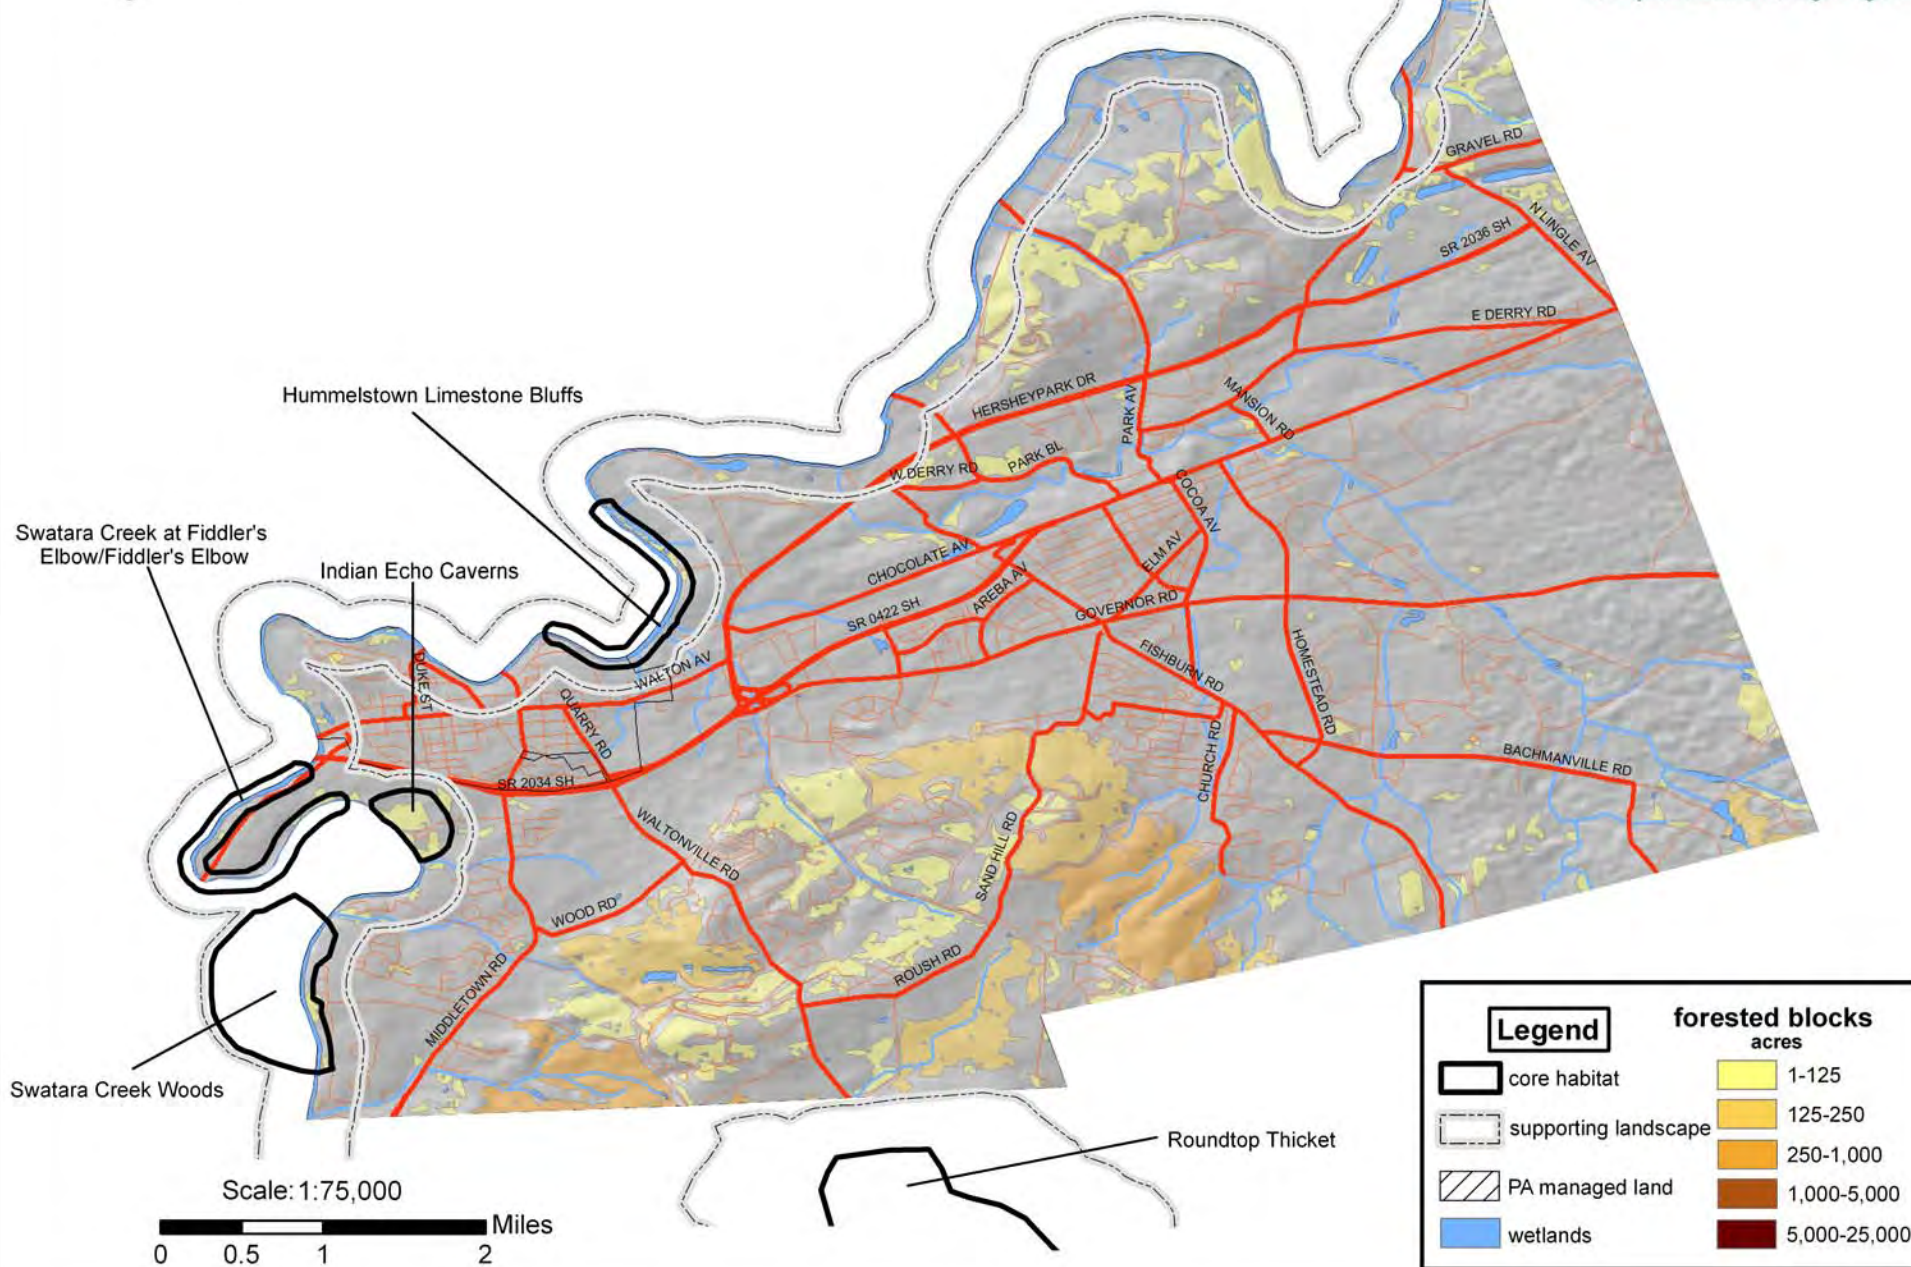 GRAVEL RD
N LINGLE AV
SR 2036 SH
E DERRY RD
HERSHEYPARK DR
PARK AV
MANSION RD
Hummelstown Limestone Bluffs
W DERRY RD
PARK BL
COCOA AV
Swatara Creek at Fiddler's
Elbow/Fiddler's Elbow
Indian Echo Caverns
CHOCOLATE AV
ELM AV
AREBA AV
SR 0422 SH
GOVERNOR RD
DUKE ST
WALTON AV
QUARRY RD
FISHBURN RD
HOMESTEAD RD
SR 2034 SH
CHURCH RD
BACHMANVILLE RD
WALTONVILLE RD
SAND HILL RD
WOOD RD
ROUSH RD
MIDDLETOWN RD
Swatara Creek Woods
Roundtop Thicket
Scale: 1:75,000
Miles
0 0.5 1 2
Legend
core habitat
supporting landscape
PA managed land
wetlands
forested blocks
acres
1-125
125-250
250-1,000
1,000-5,000
5,000-25,000